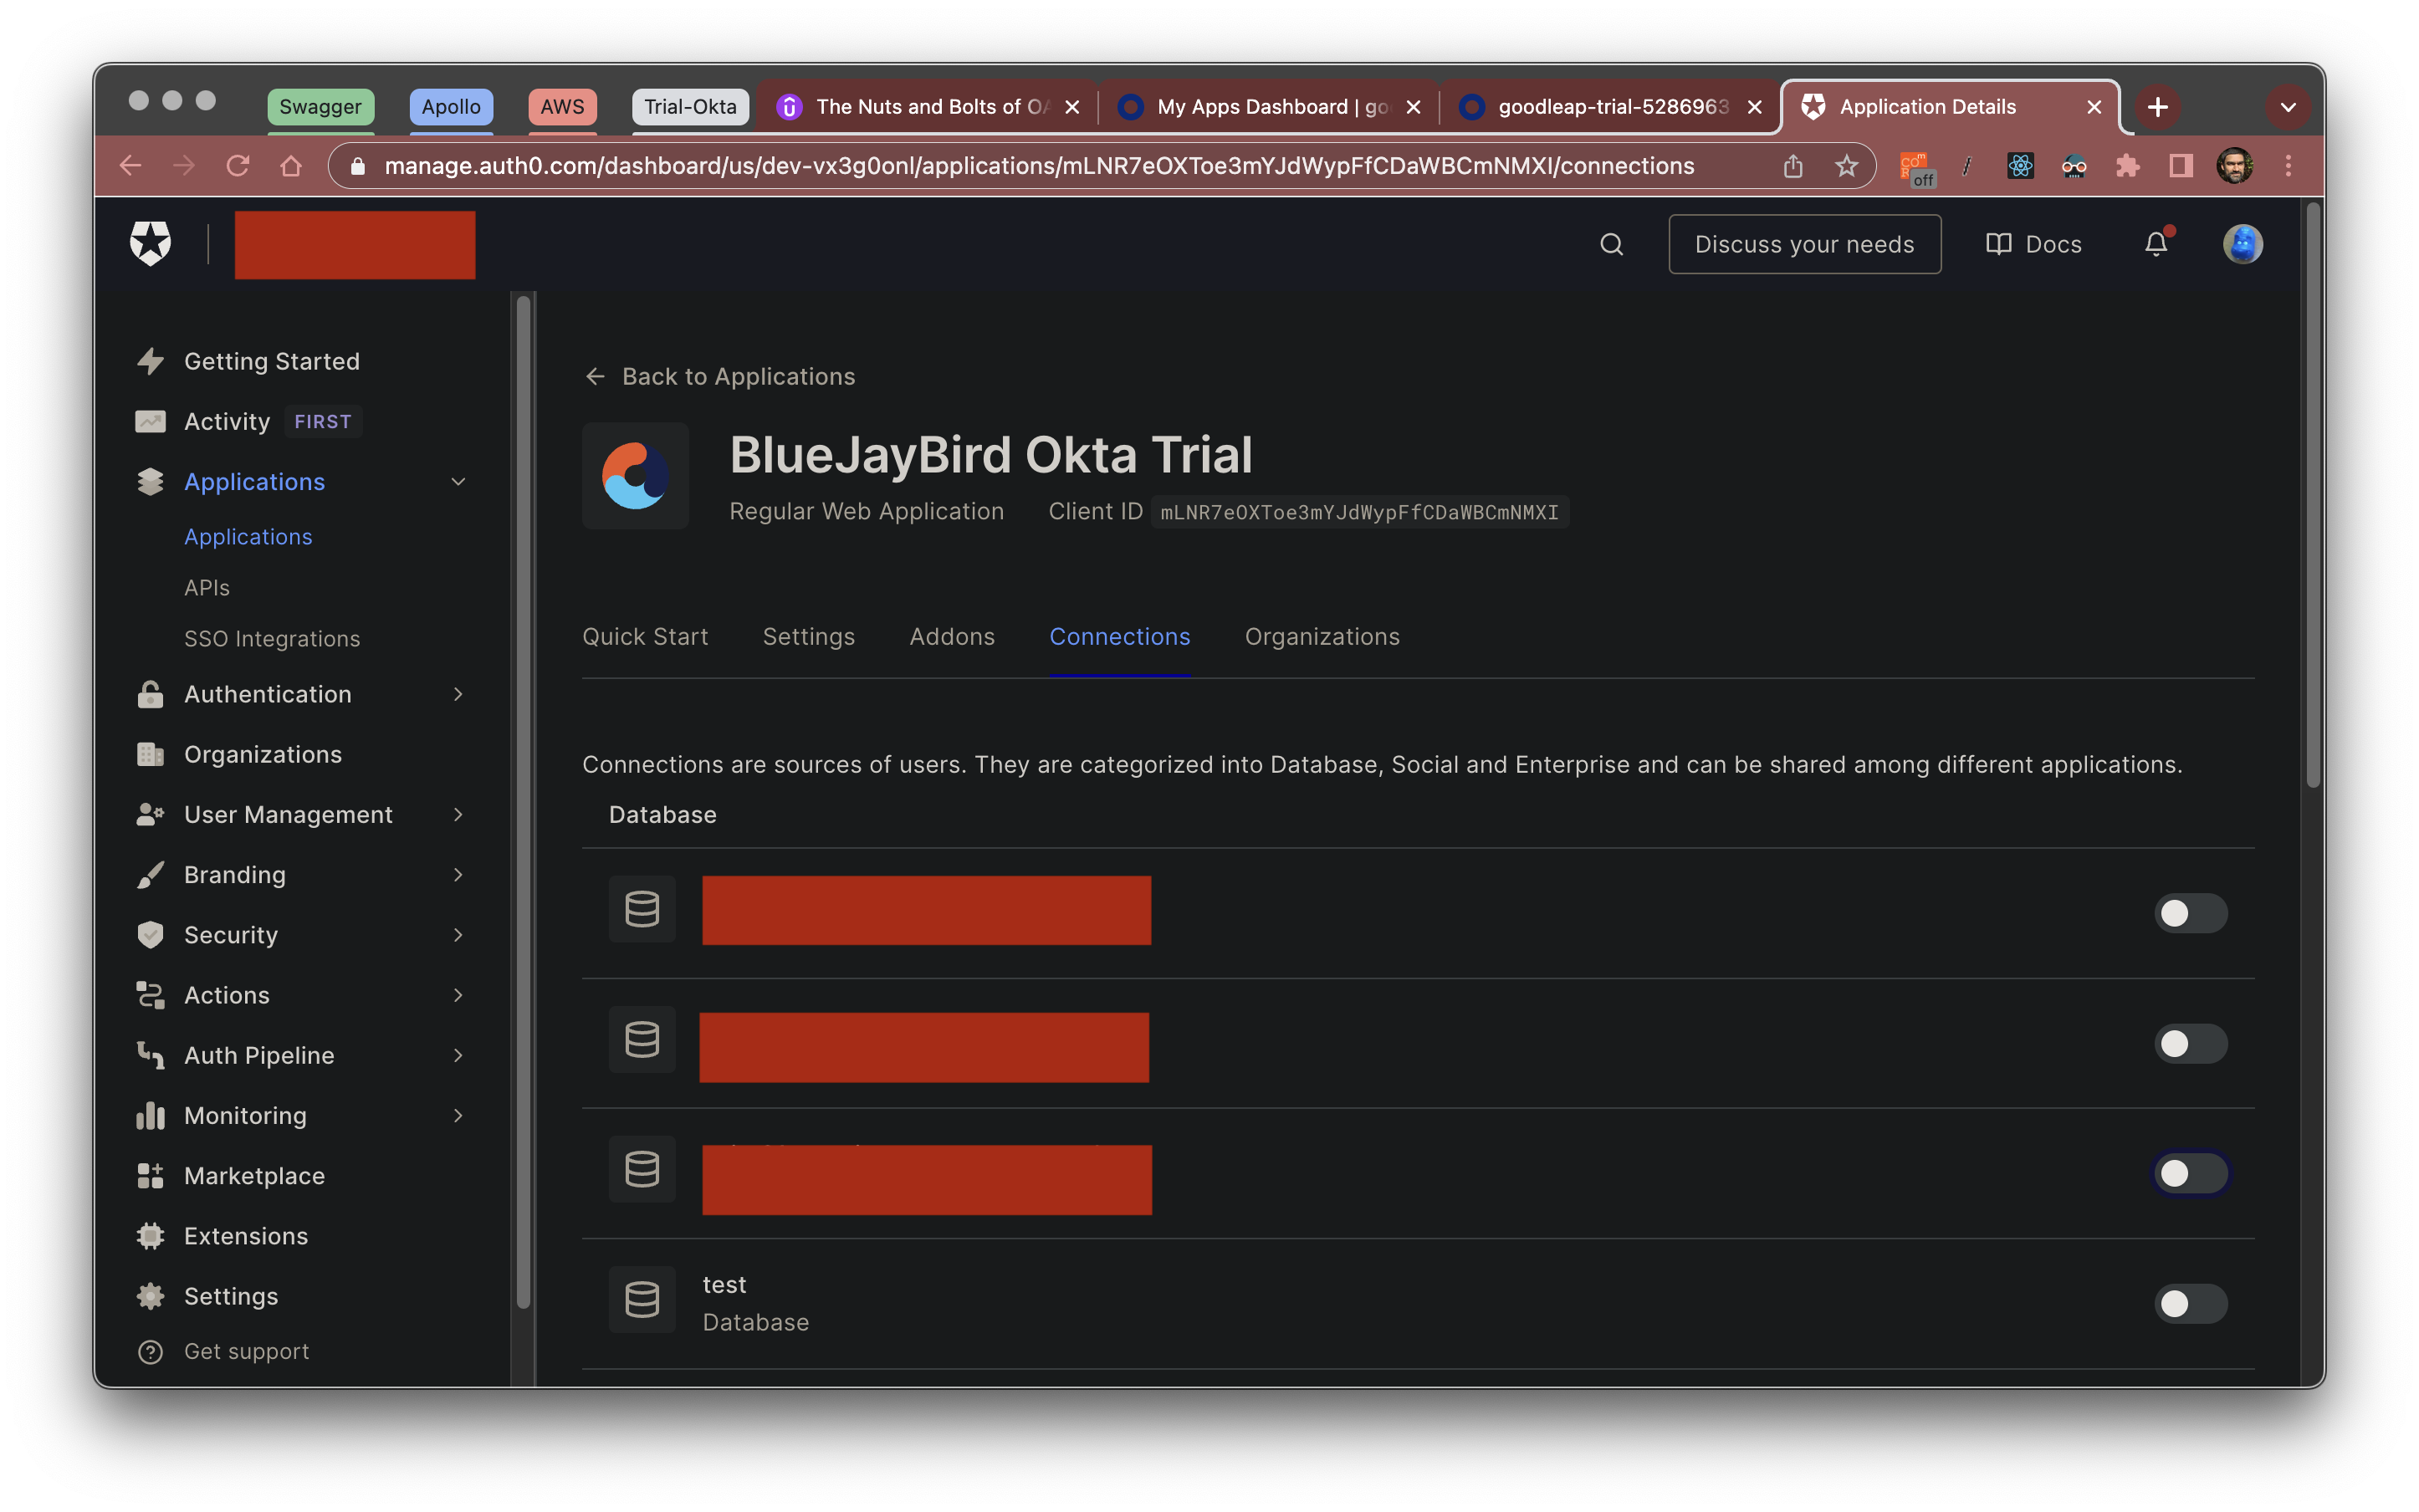 Swagger
Apollo
AWS
Trial-Okta
The Nuts and Bolts of OA
My Apps Dashboard | go
goodleap-trial-5286963
Application Details
manage.auth0.com/dashboard/us/dev-vx3g0onl/applications/mLNR7eOXToe3mYJdWypFfCDaWBCmNMXI/connections
off
Discuss your needs
Docs
Getting Started
Activity FIRST
Applications
Applications
APIs
SSO Integrations
Authentication
Organizations
User Management
Branding
Security
Actions
Auth Pipeline
Monitoring
Marketplace
Extensions
Settings
Get support
Back to Applications
BlueJayBird Okta Trial
Regular Web Application Client ID mLNR7eOXToe3mYJdWypFfCDaWBCmNMXI
Quick Start Settings Addons Connections Organizations
Connections are sources of users. They are categorized into Database, Social and Enterprise and can be shared among different applications.
Database
test
Database